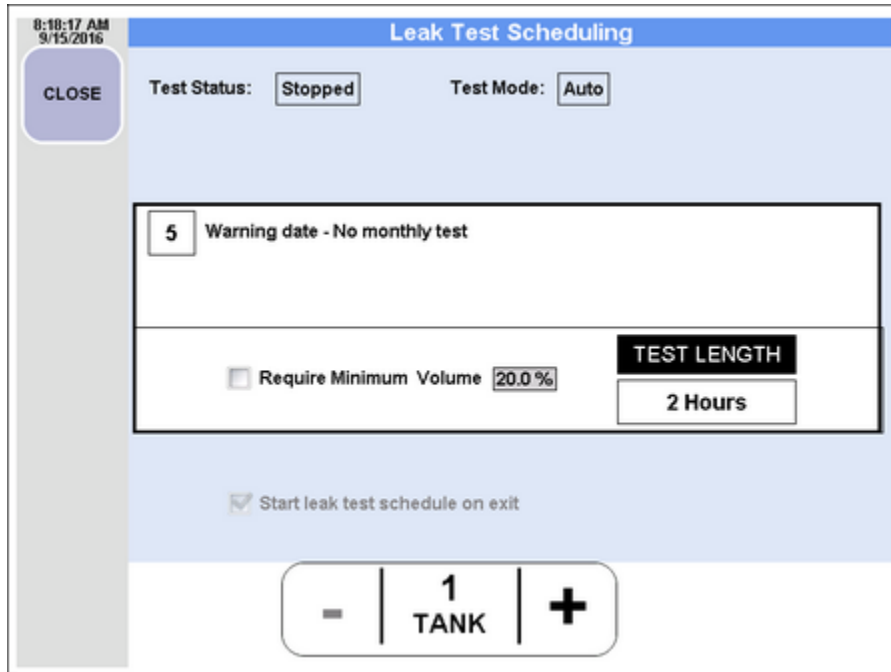 8:18:17 AM
9/15/2016
Leak Test Scheduling
CLOSE
Test Status: Stopped Test Mode: Auto
5 Warning date - No monthly test
TEST LENGTH
Require Minimum Volume 20.0 %
2 Hours
Start leak test schedule on exit
- 1 +
TANK